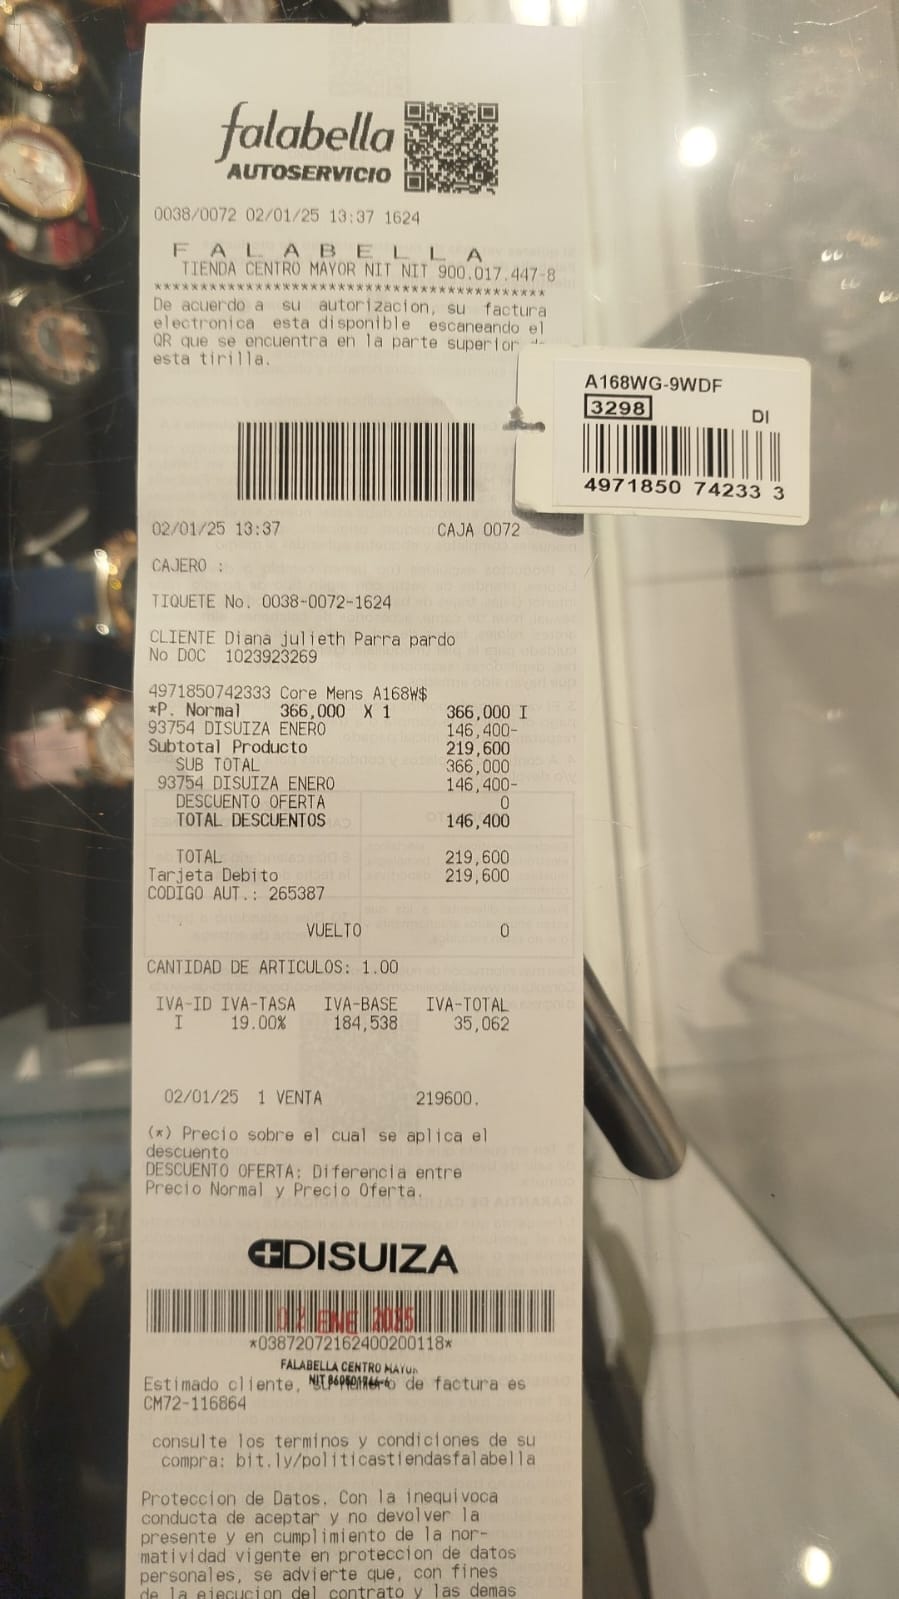 falabella
AUTOSERVICIO
0038/0072 02/01/25 13:37 1624
F A L A B E L L A
TIENDA CENTRO MAYOR NIT NIT 900.017.447-8
******************************************
De acuerdo a su autorizacion, su factura
electronica esta disponible escaneando el
QR que se encuentra en la parte superior
esta tirilla.
A168WG-9WDF
3298
DI
4971850 74233 3
02/01/25 13:37 CAJA 0072
CAJERO :
TIQUETE No. 0038-0072-1624
CLIENTE Diana julieth Parra pardo
No DOC 1023923269
4971850742333 Core Mens A168W$
*P. Normal 366,000 X 1 366,000 I
93754 DISUIZA ENERO 146,400-
Subtotal Producto 219,600
SUB TOTAL 366,000
93754 DISUIZA ENERO 146,400-
DESCUENTO OFERTA 0
TOTAL DESCUENTOS 146,400
TOTAL 219,600
Tarjeta Debito 219,600
CODIGO AUT.: 265387
VUELTO 0
CANTIDAD DE ARTICULOS: 1.00
IVA-ID IVA-TASA IVA-BASE IVA-TOTAL
I 19.00% 184,538 35,062
02/01/25 1 VENTA 219600.
(*) Precio sobre el cual se aplica el
descuento
DESCUENTO OFERTA: Diferencia entre
Precio Normal y Precio Oferta.
DISUIZA
02 ENE 2025
*03872072162400200118*
FALABELLA CENTRO MAYOR
Estimado cliente, su numero de factura es
CM72-116864
consulte los terminos y condiciones de su
compra: bit.ly/politicastiendasfalabella
Proteccion de Datos. Con la inequivoca
conducta de aceptar y no devolver la
presente y en cumplimiento de la nor-
matividad vigente en proteccion de datos
personales, se advierte que, con fines
de la ejecucion del contrato y las demas